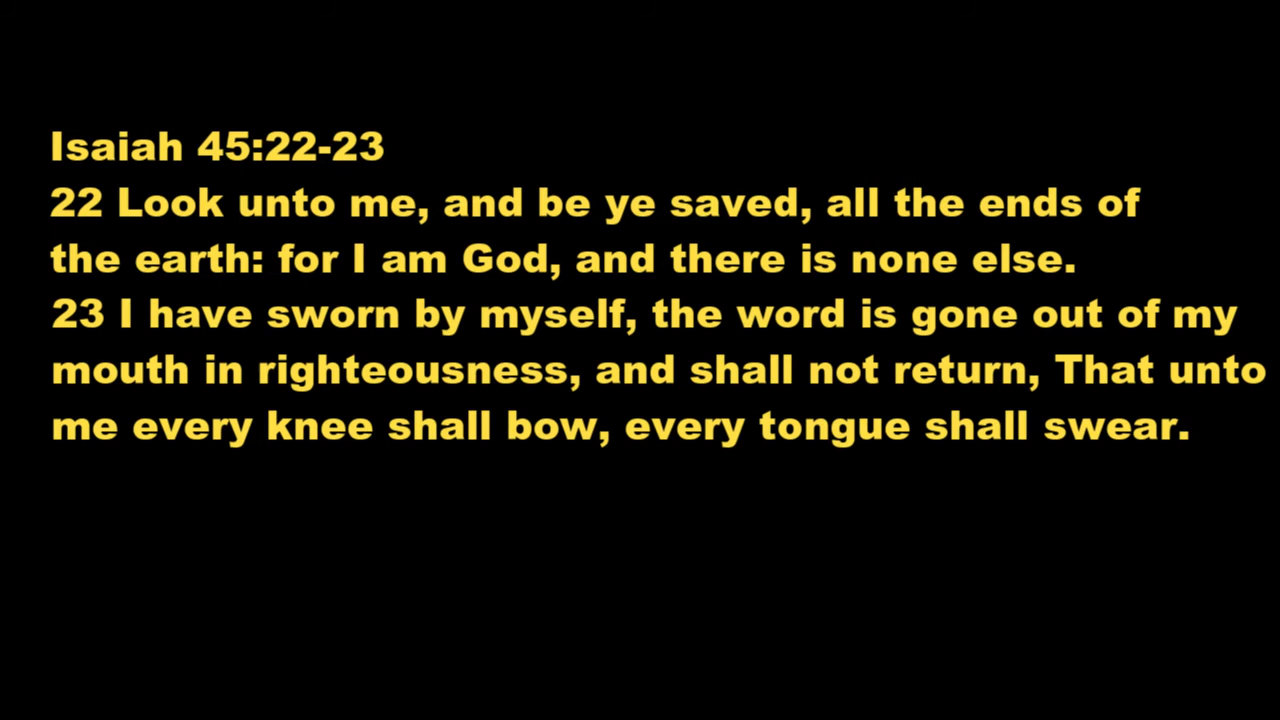 Isaiah 45:22-23
22 Look unto me, and be ye saved, all the ends of
the earth: for I am God, and there is none else.
23 I have sworn by myself, the word is gone out of my
mouth in righteousness, and shall not return, That unto
me every knee shall bow, every tongue shall swear.